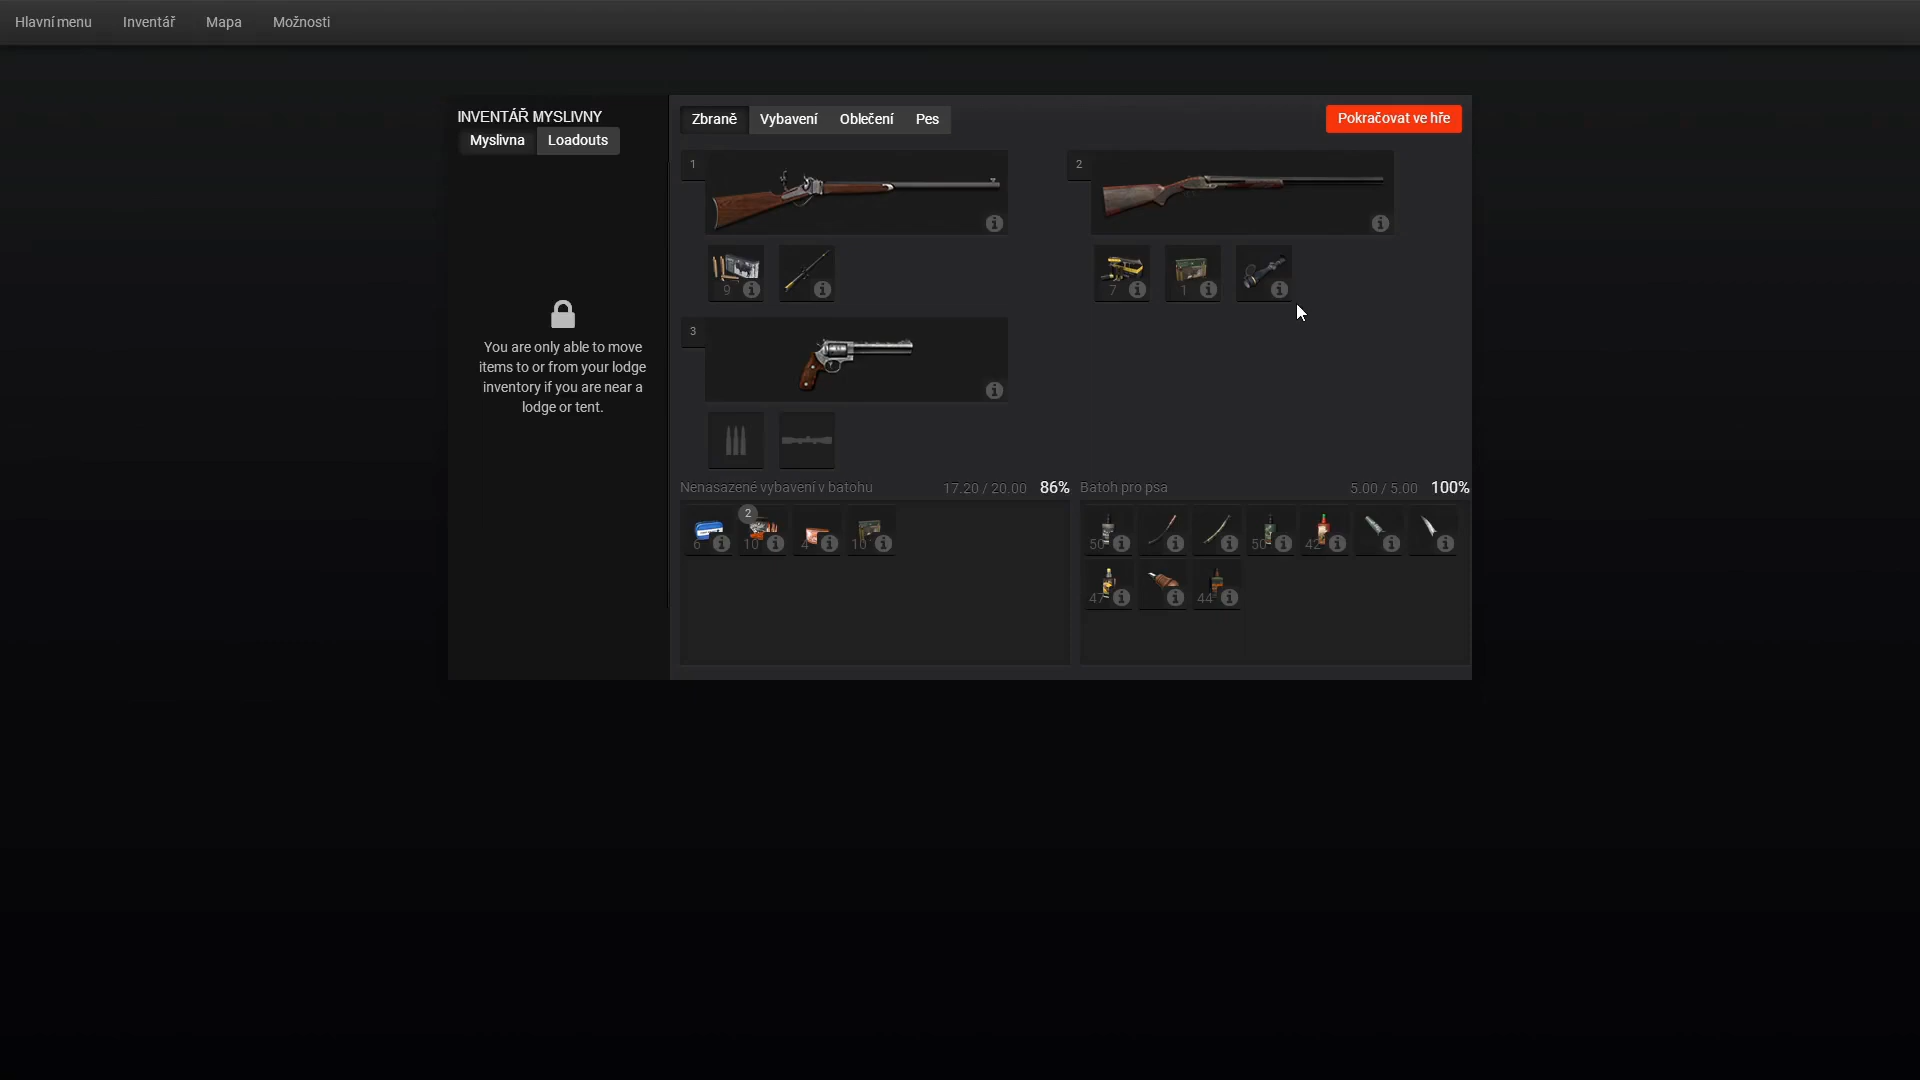 Hlavní menu Inventář Mapa Možnosti
INVENTÁŘ MYSLIVNY
Myslivna Loadouts
You are only able to move
items to or from your lodge
inventory if you are near a
lodge or tent.
Zbraně Vybavení Oblečení Pes
Pokračovat ve hře
1
2
9
7 1
3
Nenasazené vybavení v batohu 17.20 / 20.00 86%
Batoh pro psa 5.00 / 5.00 100%
2
6 10 4 10
50 50 42
47 44